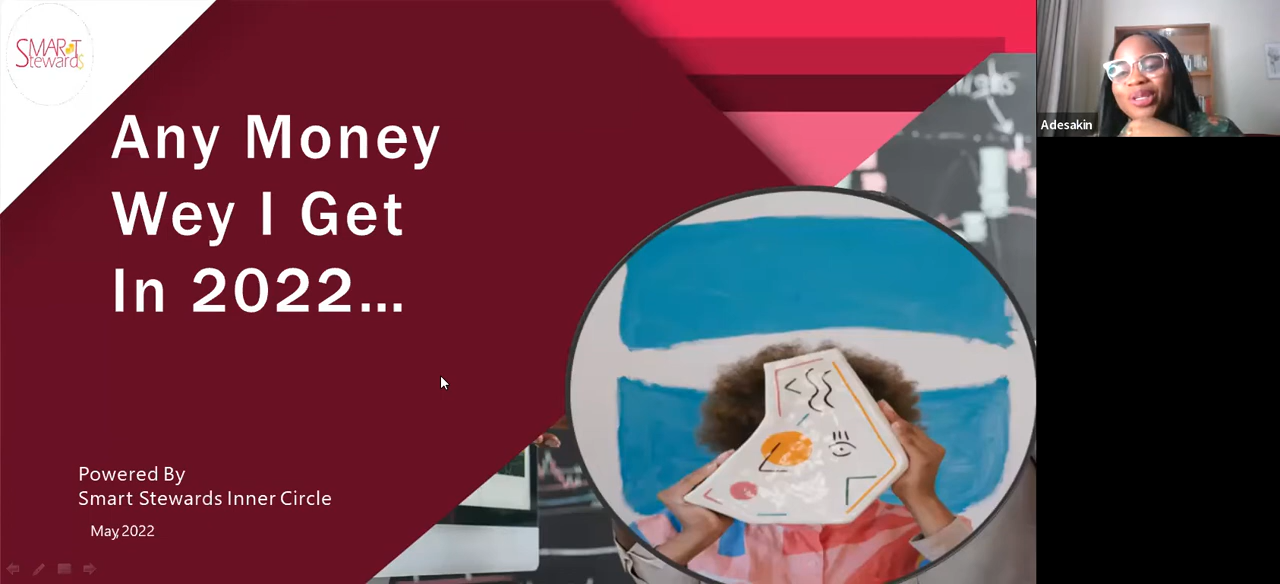 SMART
Stewards
Any Money
Wey I Get
In 2022...
Powered By
Smart Stewards Inner Circle
May,2022
Adesakin